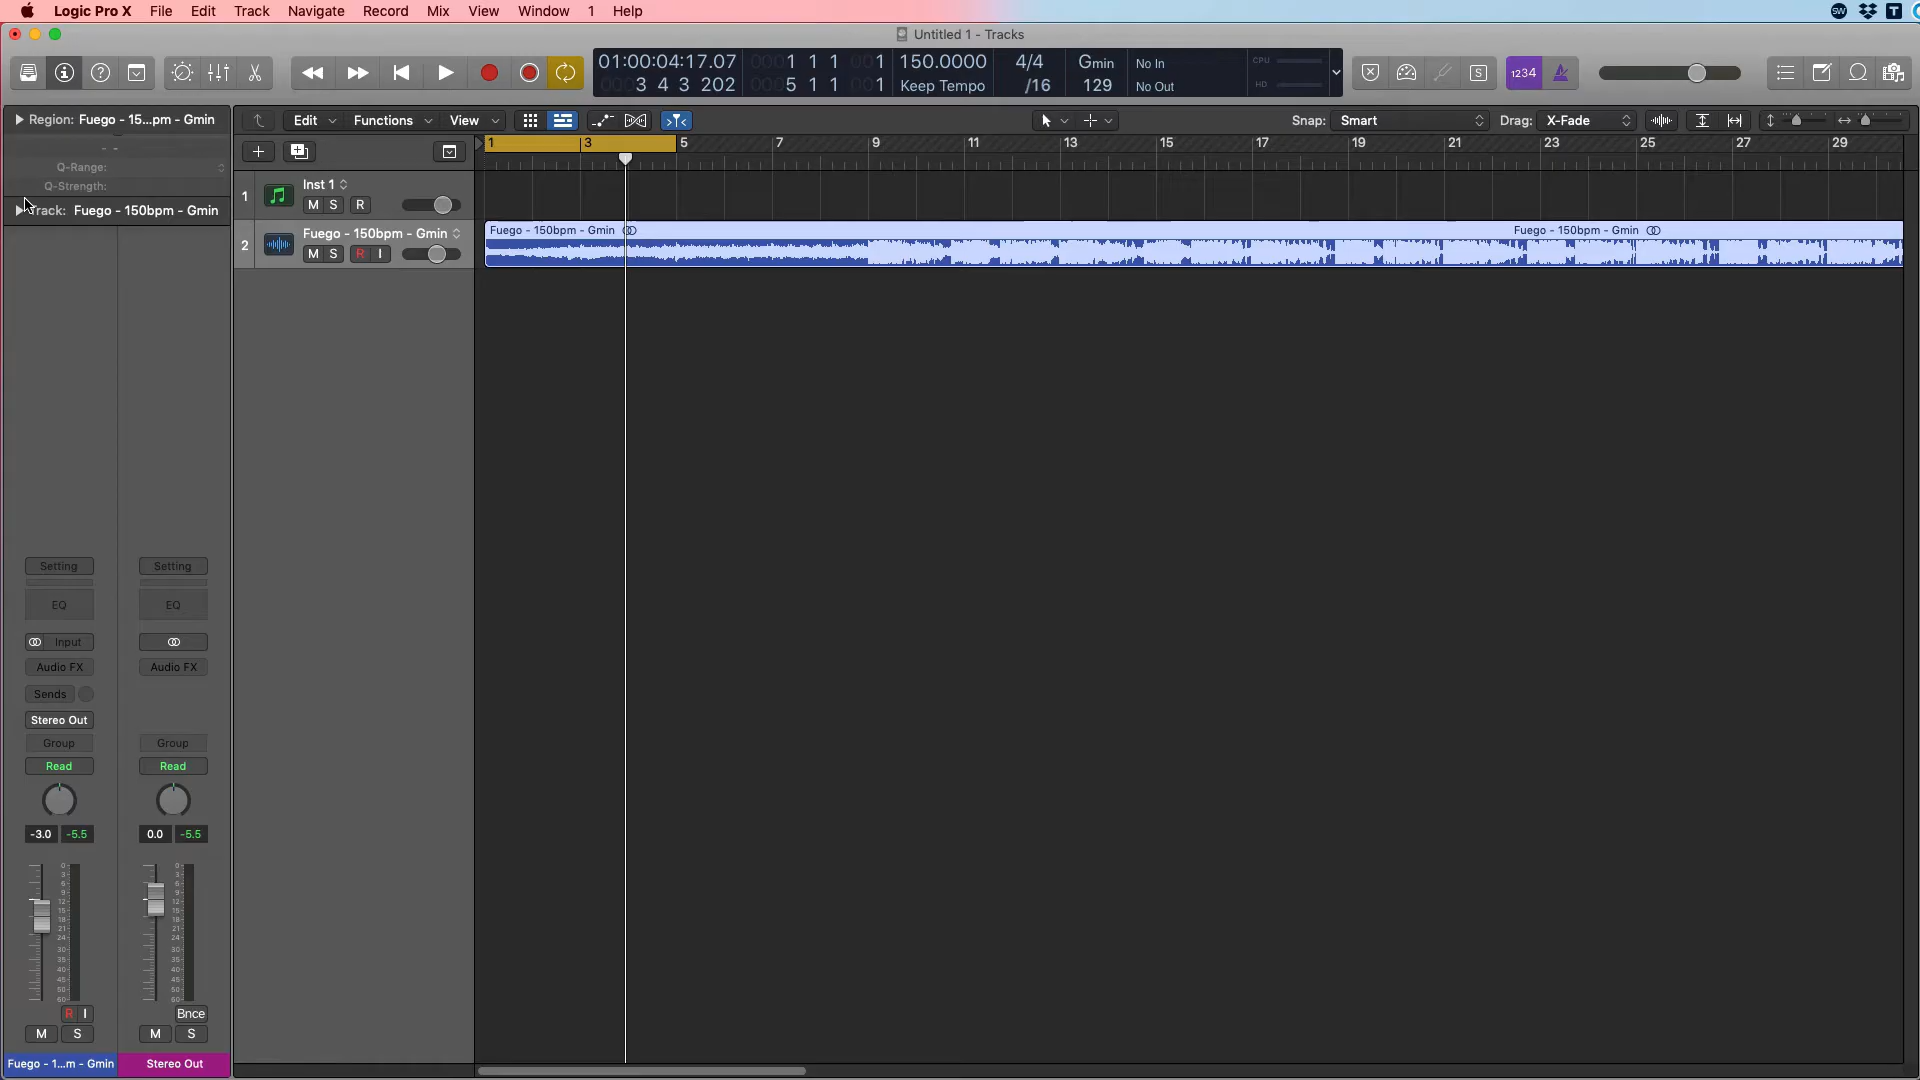 Logic Pro X File Edit Track Navigate Record Mix View Window 1 Help
Untitled 1 - Tracks
01:00:04:17.07 0001 1 1 001 150.0000 4/4 Gmin No In CPU
0003 4 3 202 0005 1 1 001 Keep Tempo /16 129 No Out HD
S 1234
Region: Fuego - 15...pm - Gmin
Edit Functions View Snap: Smart Drag: X-Fade
Q-Range:
Q-Strength:
Track: Fuego - 150bpm - Gmin
1 3 5 7 9 11 13 15 17 19 21 23 25 27 29
1 Inst 1
M S R
2 Fuego - 150bpm - Gmin
M S R I
Fuego - 150bpm - Gmin Fuego - 150bpm - Gmin
Setting Setting
EQ EQ
Input
Audio FX Audio FX
Sends
Stereo Out
Group Group
Read Read
-3.0 -5.5 0.0 -5.5
0 0
3 3
6 6
9 9
12 12
15 15
18 18
21 21
24 24
30 30
35 35
40 40
45 45
50 50
60 60
R I Bnce
M S M S
Fuego - 1...m - Gmin Stereo Out